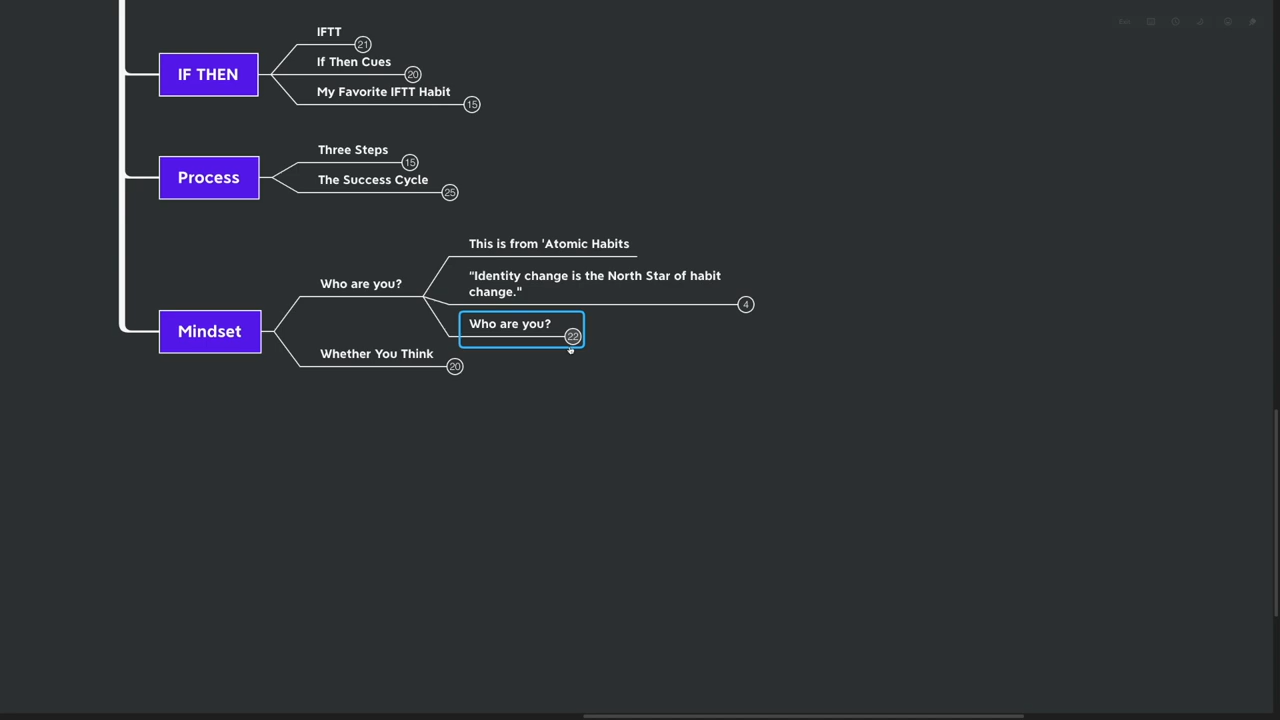 IFTT
21
IF THEN
If Then Cues
20
My Favorite IFTT Habit
15
Three Steps
15
Process
The Success Cycle
25
This is from 'Atomic Habits
"Identity change is the North Star of habit
change."
4
Who are you?
Who are you?
22
Mindset
Whether You Think
20